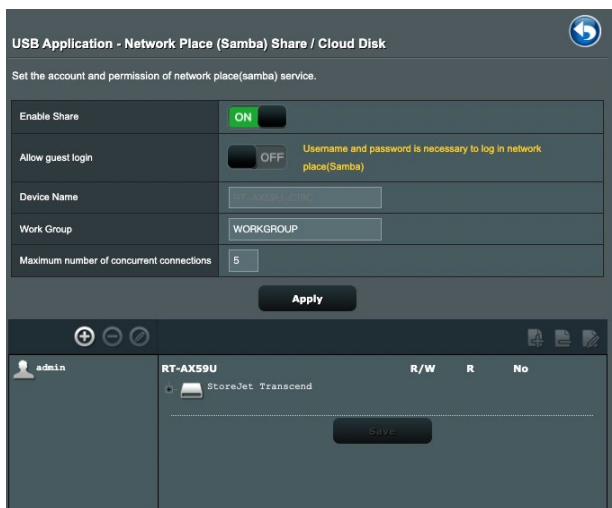 USB Application - Network Place (Samba) Share / Cloud Disk
Set the account and permission of network place(samba) service.
Enable Share
ON
Allow guest login
OFF
Username and password is necessary to log in network
place(Samba)
Device Name
Work Group
WORKGROUP
Maximum number of concurrent connections
5
Apply
admin
RT-AX59U R/W R No
StoreJet Transcend
Save